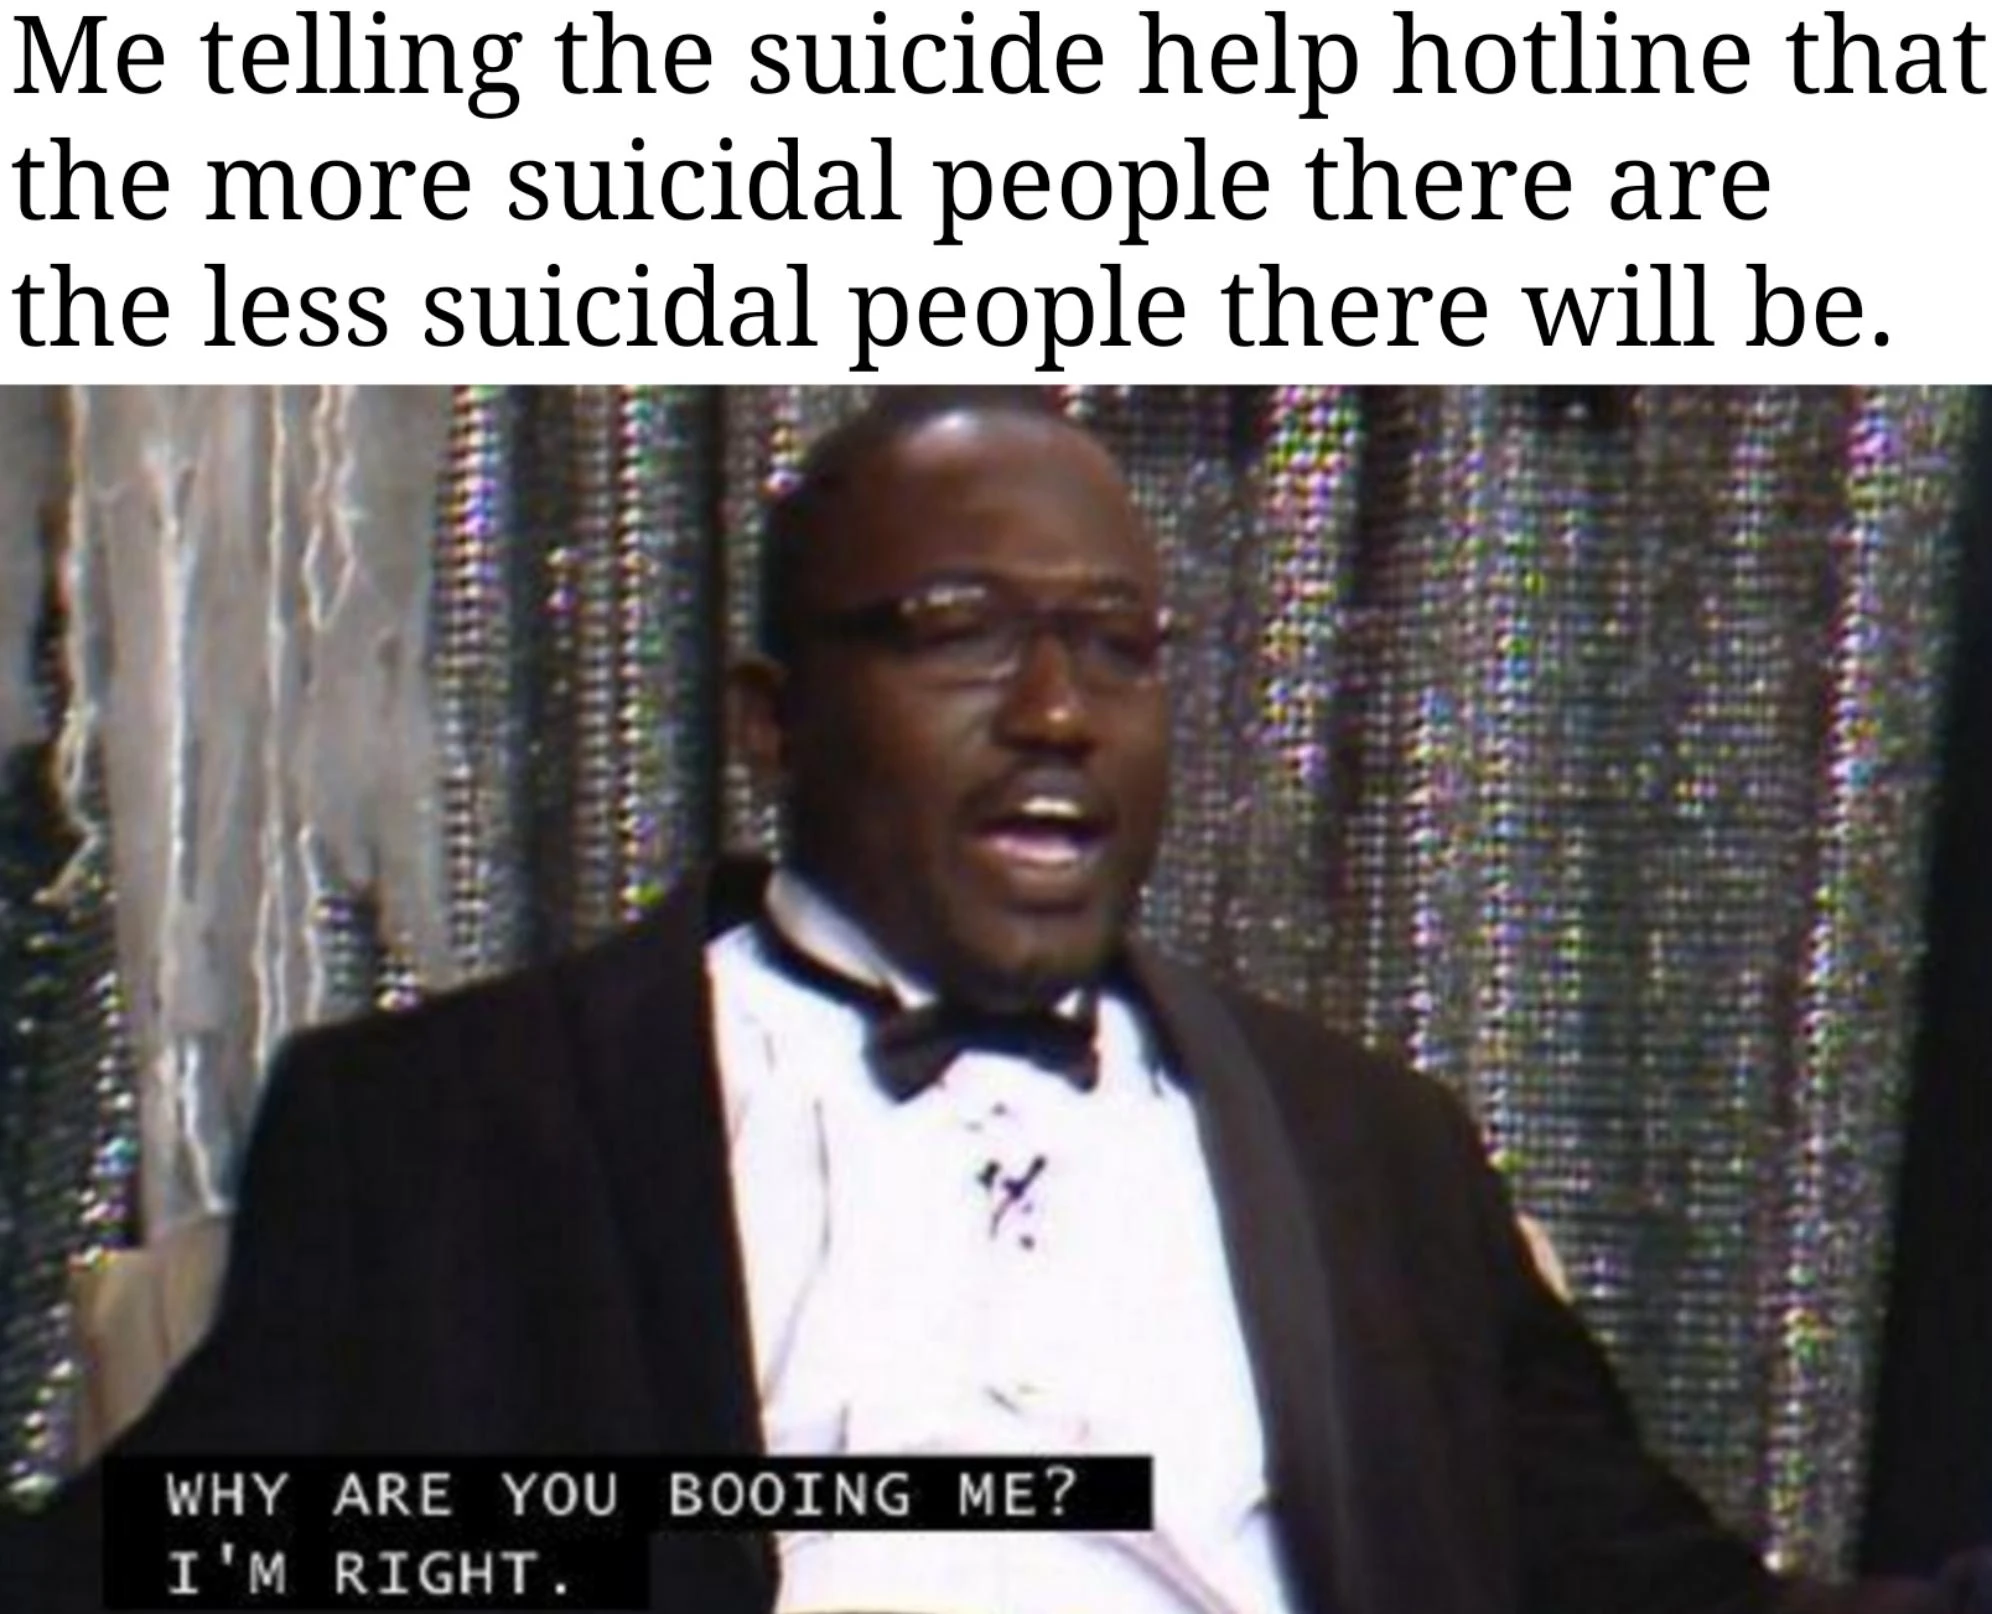 Me telling the suicide help hotline that
the more suicidal people there are
the less suicidal people there will be.
WHY ARE YOU BOOING ME?
I'M RIGHT.